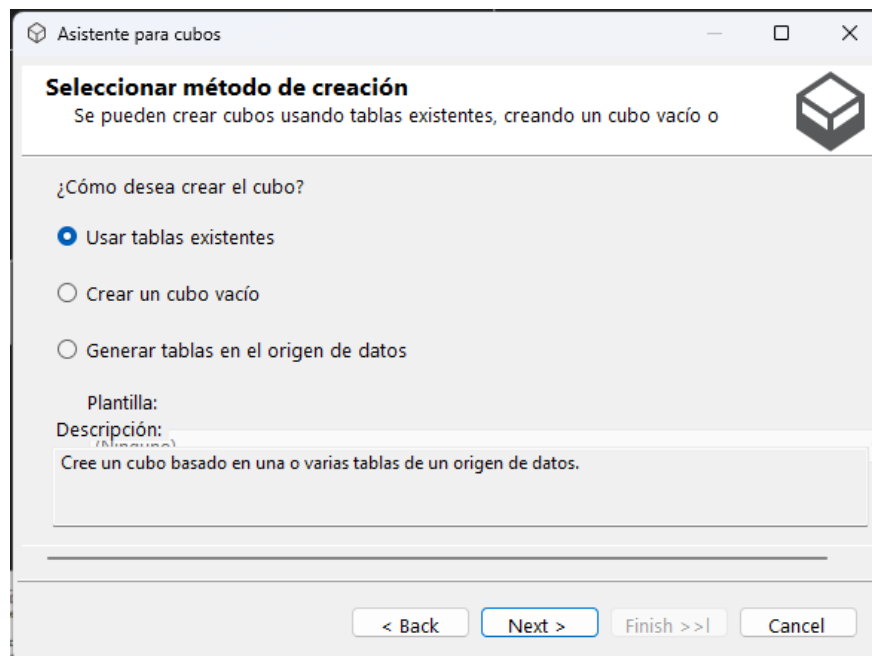 Asistente para cubos
Seleccionar método de creación
Se pueden crear cubos usando tablas existentes, creando un cubo vacío o
¿Cómo desea crear el cubo?
Usar tablas existentes
Crear un cubo vacío
Generar tablas en el origen de datos
Plantilla:
Descripción:
(Ninguno)
Cree un cubo basado en una o varias tablas de un origen de datos.
< Back
Next >
Finish >>|
Cancel